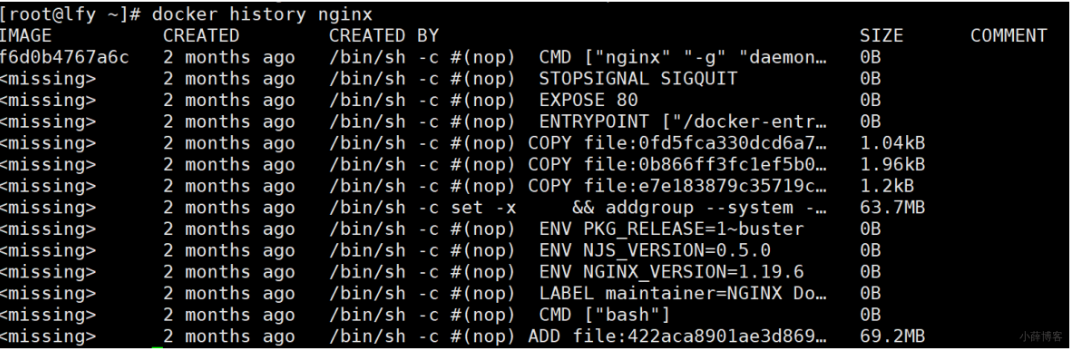 [root@lfy ~]# docker history nginx
IMAGE CREATED CREATED BY SIZE COMMENT
f6d0b4767a6c 2 months ago /bin/sh -c #(nop) CMD ["nginx" "-g" "daemon… 0B
<missing> 2 months ago /bin/sh -c #(nop) STOPSIGNAL SIGQUIT 0B
<missing> 2 months ago /bin/sh -c #(nop) EXPOSE 80 0B
<missing> 2 months ago /bin/sh -c #(nop) ENTRYPOINT ["/docker-entr… 0B
<missing> 2 months ago /bin/sh -c #(nop) COPY file:0fd5fca330dcd6a7… 1.04kB
<missing> 2 months ago /bin/sh -c #(nop) COPY file:0b866ff3fc1ef5b0… 1.96kB
<missing> 2 months ago /bin/sh -c #(nop) COPY file:e7e183879c35719c… 1.2kB
<missing> 2 months ago /bin/sh -c set -x && addgroup --system -… 63.7MB
<missing> 2 months ago /bin/sh -c #(nop) ENV PKG_RELEASE=1~buster 0B
<missing> 2 months ago /bin/sh -c #(nop) ENV NJS_VERSION=0.5.0 0B
<missing> 2 months ago /bin/sh -c #(nop) ENV NGINX_VERSION=1.19.6 0B
<missing> 2 months ago /bin/sh -c #(nop) LABEL maintainer=NGINX Do… 0B
<missing> 2 months ago /bin/sh -c #(nop) CMD ["bash"] 0B
<missing> 2 months ago /bin/sh -c #(nop) ADD file:422aca8901ae3d869… 69.2MB
小薛博客